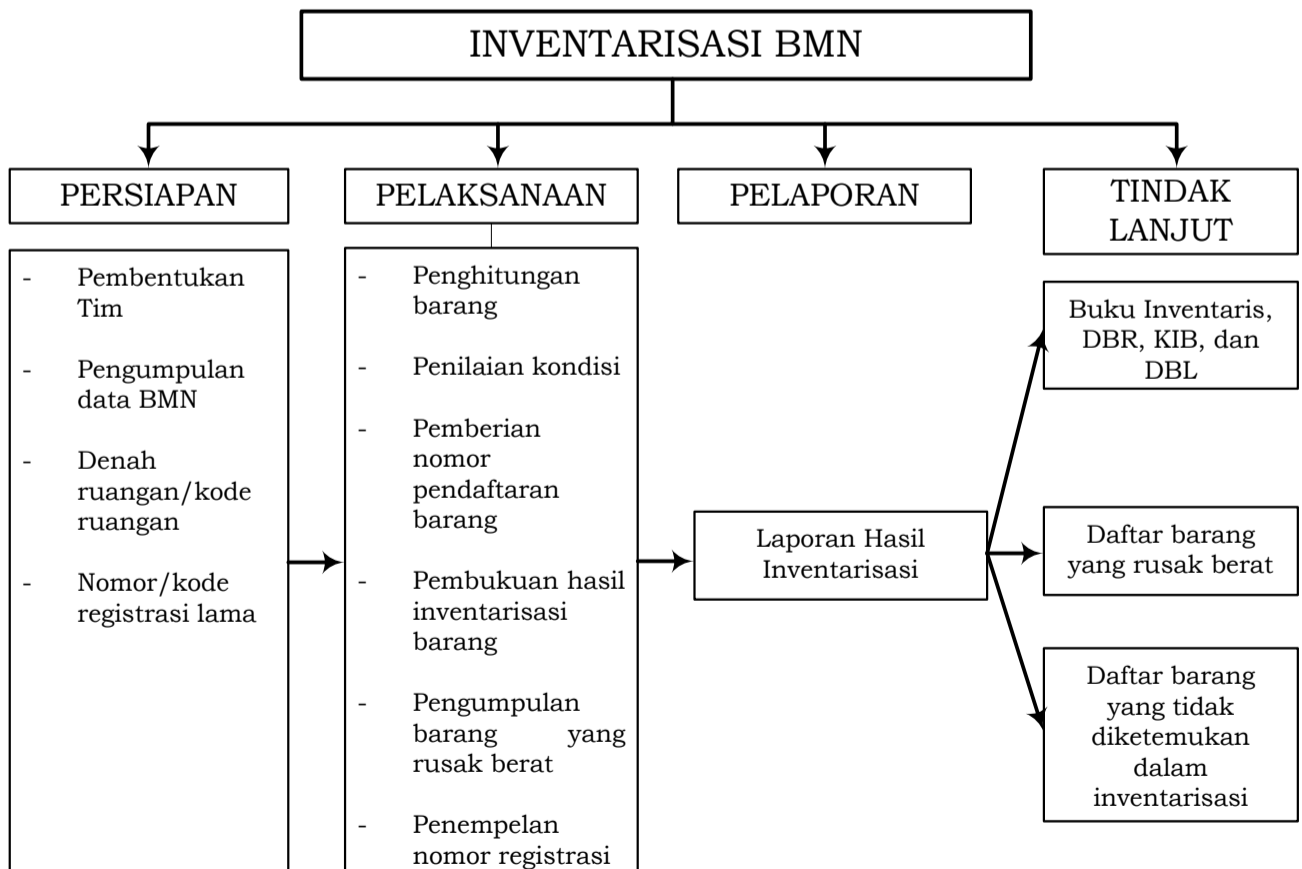 INVENTARISASI BMN
PERSIAPAN
PELAKSANAAN
PELAPORAN
TINDAK
LANJUT
- Pembentukan
Tim
- Pengumpulan
data BMN
- Denah
ruangan/kode
ruangan
- Nomor/kode
registrasi lama
- Penghitungan
barang
- Penilaian kondisi
- Pemberian
nomor
pendaftaran
barang
- Pembukuan hasil
inventarisasi
barang
- Pengumpulan
barang yang
rusak berat
- Penempelan
nomor registrasi
Laporan Hasil
Inventarisasi
Buku Inventaris,
DBR, KIB, dan
DBL
Daftar barang
yang rusak berat
Daftar barang
yang tidak
diketemukan
dalam
inventarisasi